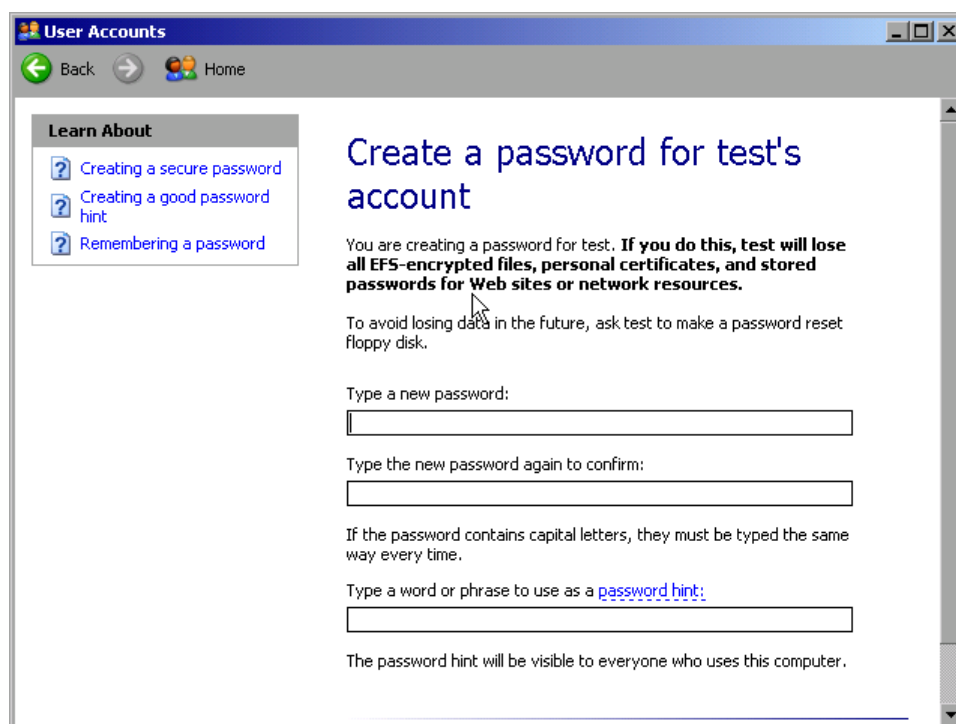 User Accounts
Back
Home
Learn About
Creating a secure password
Creating a good password
hint
Remembering a password
Create a password for test's
account
You are creating a password for test. If you do this, test will lose
all EFS-encrypted files, personal certificates, and stored
passwords for Web sites or network resources.
To avoid losing data in the future, ask test to make a password reset
floppy disk.
Type a new password:
Type the new password again to confirm:
If the password contains capital letters, they must be typed the same
way every time.
Type a word or phrase to use as a password hint:
The password hint will be visible to everyone who uses this computer.